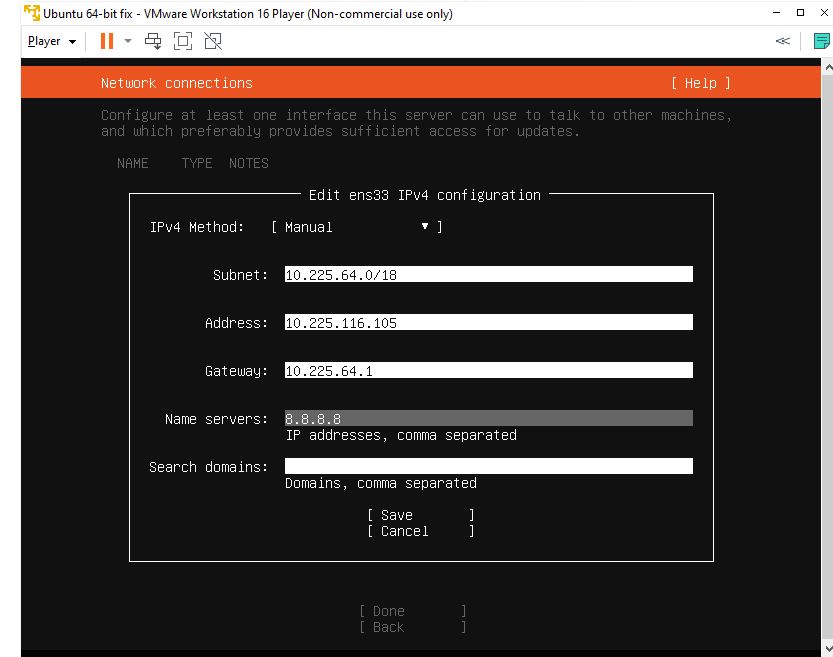 Ubuntu 64-bit fix - VMware Workstation 16 Player (Non-commercial use only)
Player
Network connections [ Help ]
Configure at least one interface this server can use to talk to other machines,
and which preferably provides sufficient access for updates.
NAME TYPE NOTES
Edit ens33 IPv4 configuration
IPv4 Method: [ Manual ▼ ]
Subnet: 10.225.64.0/18
Address: 10.225.116.105
Gateway: 10.225.64.1
Name servers: 8.8.8.8
IP addresses, comma separated
Search domains:
Domains, comma separated
[ Save ]
[ Cancel ]
[ Done ]
[ Back ]